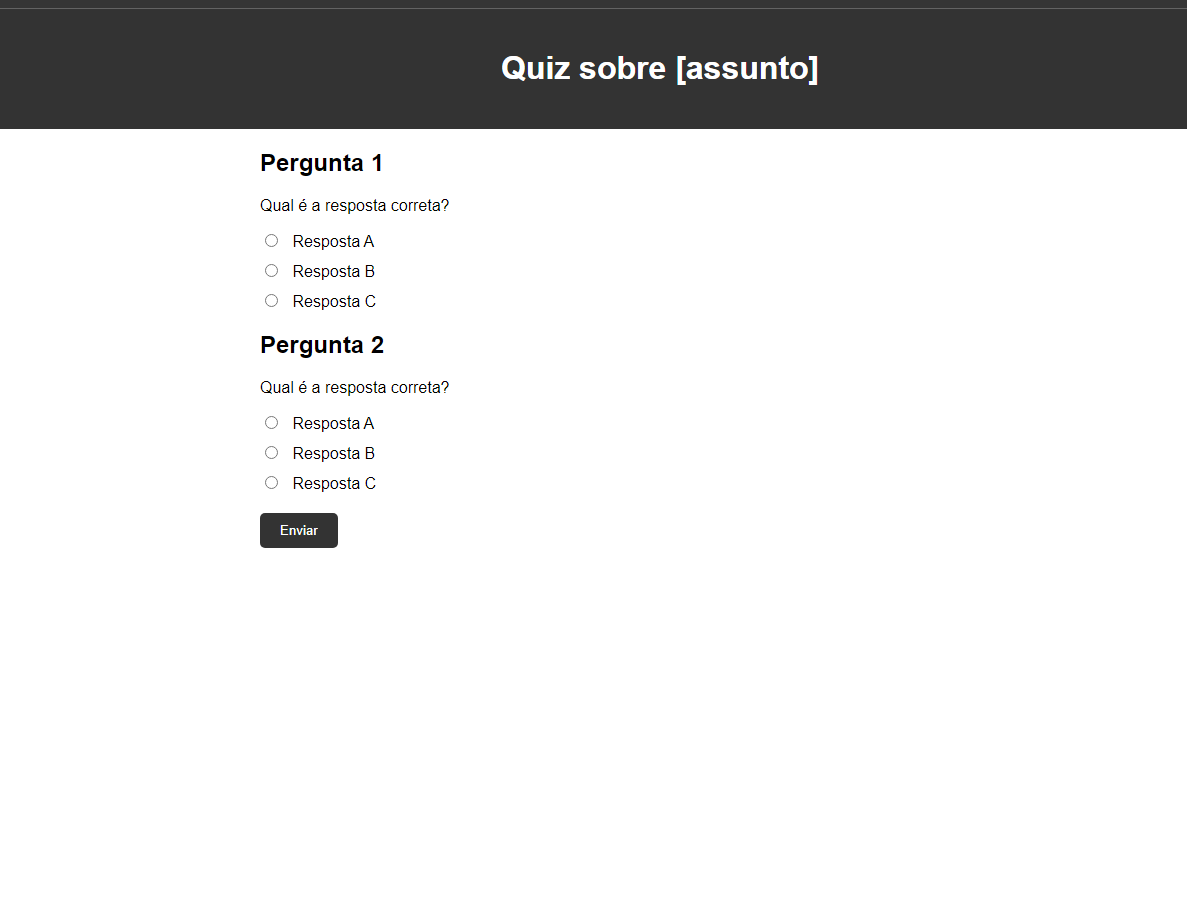 Quiz sobre [assunto]
Pergunta 1
Qual é a resposta correta?
Resposta A
Resposta B
Resposta C
Pergunta 2
Qual é a resposta correta?
Resposta A
Resposta B
Resposta C
Enviar